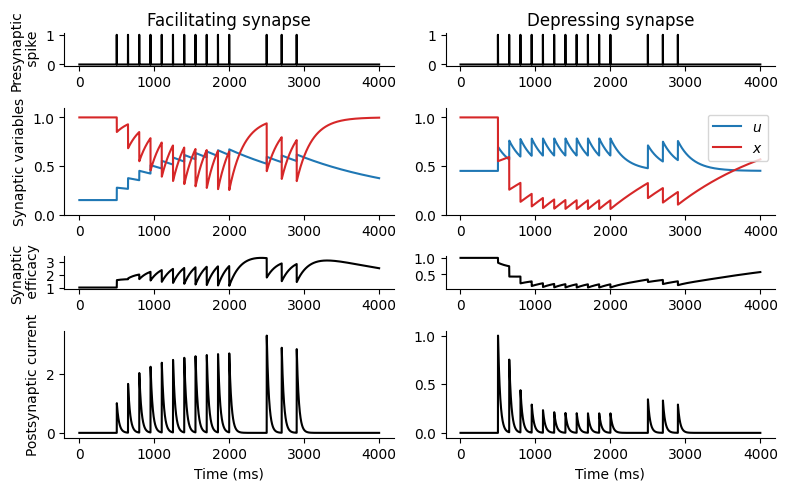 Facilitating synapse
Depressing synapse
Presynaptic
spike
1
0
0 1000 2000 3000 4000
1
0
0 1000 2000 3000 4000
Synaptic variables
1.0
0.5
0.0
0 1000 2000 3000 4000
1.0
0.5
0.0
0 1000 2000 3000 4000
u
x
Synaptic
efficacy
3
2
1
0 1000 2000 3000 4000
1.0
0.5
0 1000 2000 3000 4000
Postsynaptic current
2
0
0 1000 2000 3000 4000
Time (ms)
1.0
0.5
0.0
0 1000 2000 3000 4000
Time (ms)